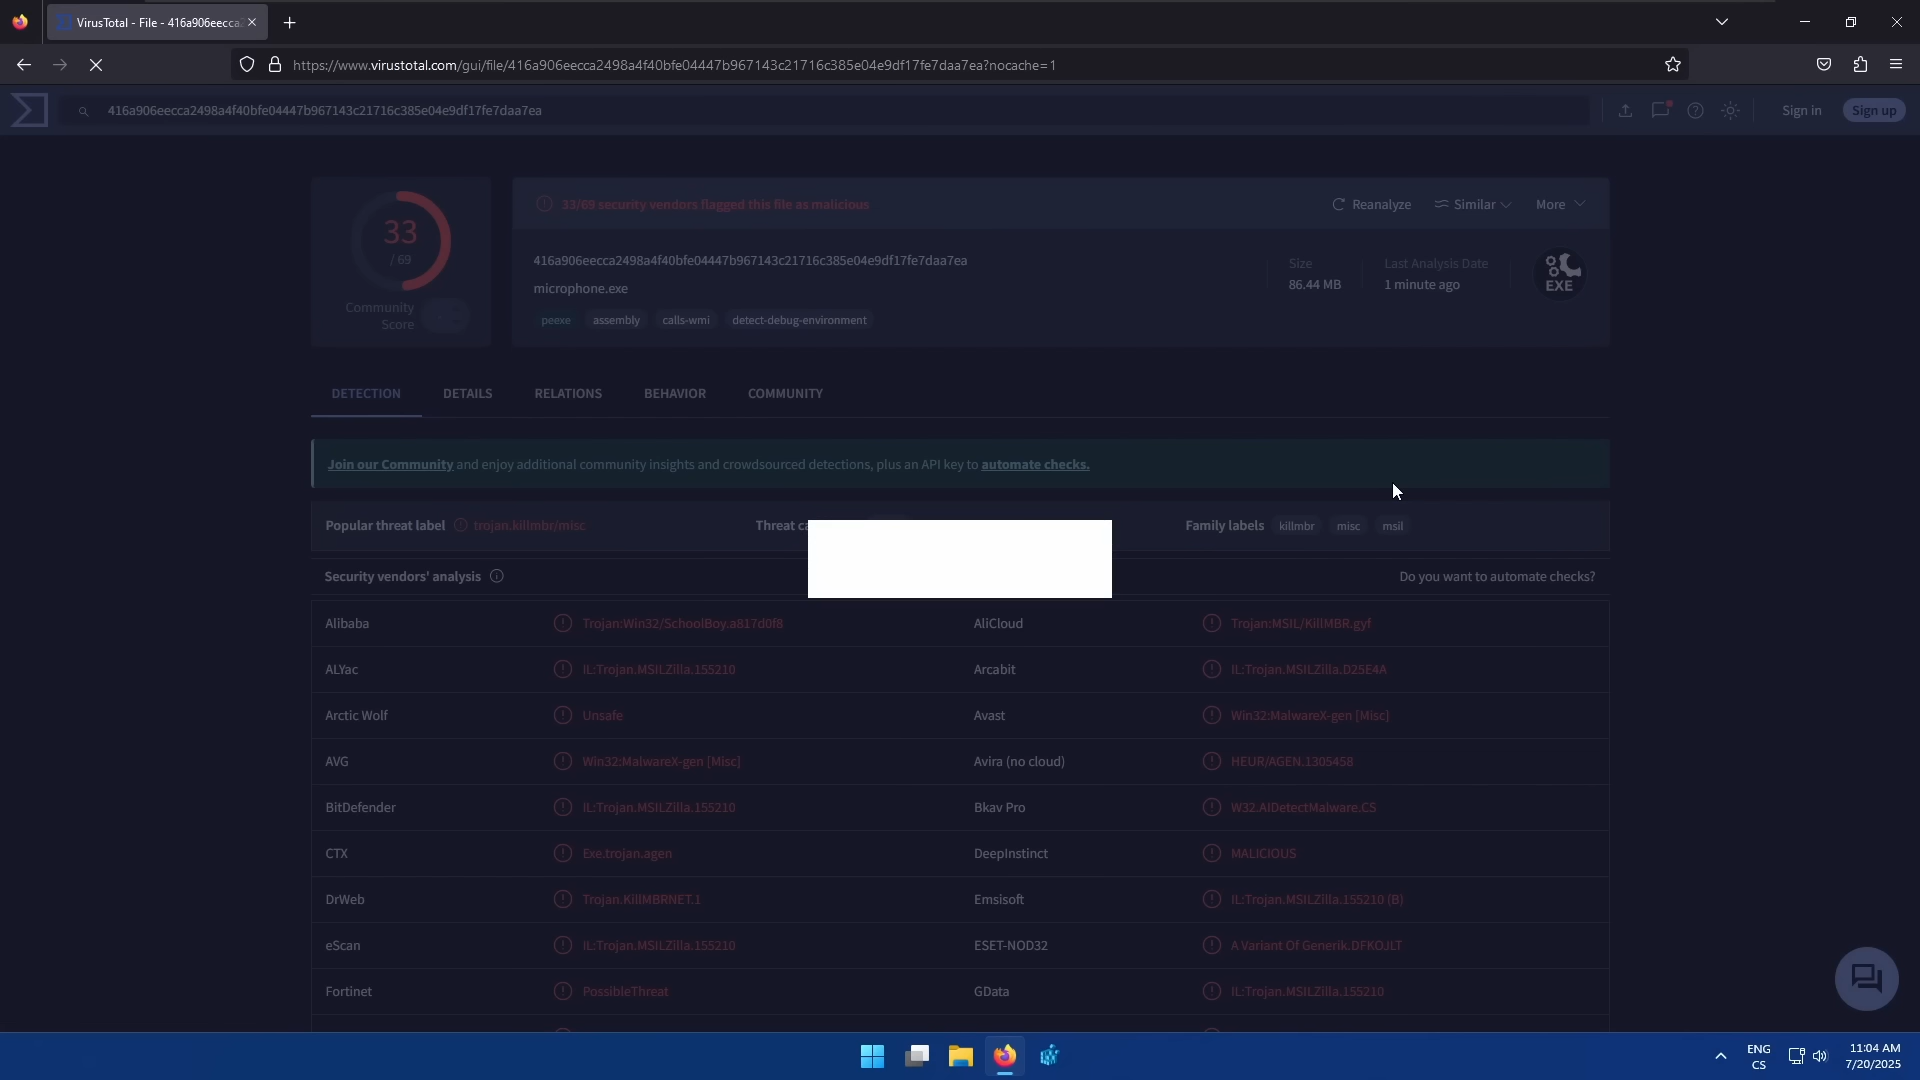 VirusTotal - File - 416a906eecca2
https://www.virustotal.com/gui/file/416a906eecca2498a4f40bfe04447b967143c21716c385e04e9df17fe7daa7ea?nocache=1
416a906eecca2498a4f40bfe04447b967143c21716c385e04e9df17fe7daa7ea
Sign in
Sign up
33
/ 69
Community
Score
33/69 security vendors flagged this file as malicious
Reanalyze
Similar
More
416a906eecca2498a4f40bfe04447b967143c21716c385e04e9df17fe7daa7ea
microphone.exe
peexe
assembly
calls-wmi
detect-debug-environment
Size
86.44 MB
Last Analysis Date
1 minute ago
EXE
DETECTION
DETAILS
RELATIONS
BEHAVIOR
COMMUNITY
Join our Community and enjoy additional community insights and crowdsourced detections, plus an API key to automate checks.
Popular threat label
trojan.killmbr/misc
Threat ca
Family labels
killmbr
misc
msil
Security vendors' analysis
Do you want to automate checks?
Alibaba
Trojan:Win32/SchoolBoy.a817d0f8
AliCloud
Trojan:MSIL/KillMBR.gyf
ALYac
IL:Trojan.MSILZilla.155210
Arcabit
IL:Trojan.MSILZilla.D25E4A
Arctic Wolf
Unsafe
Avast
Win32:MalwareX-gen [Misc]
AVG
Win32:MalwareX-gen [Misc]
Avira (no cloud)
HEUR/AGEN.1305458
BitDefender
IL:Trojan.MSILZilla.155210
Bkav Pro
W32.AIDetectMalware.CS
CTX
Exe.trojan.agen
DeepInstinct
MALICIOUS
DrWeb
Trojan.KillMBRNET.1
Emsisoft
IL:Trojan.MSILZilla.155210 (B)
eScan
IL:Trojan.MSILZilla.155210
ESET-NOD32
A Variant Of Generik.DFKOJLT
Fortinet
PossibleThreat
GData
IL:Trojan.MSILZilla.155210
ENG
CS
11:04 AM
7/20/2025